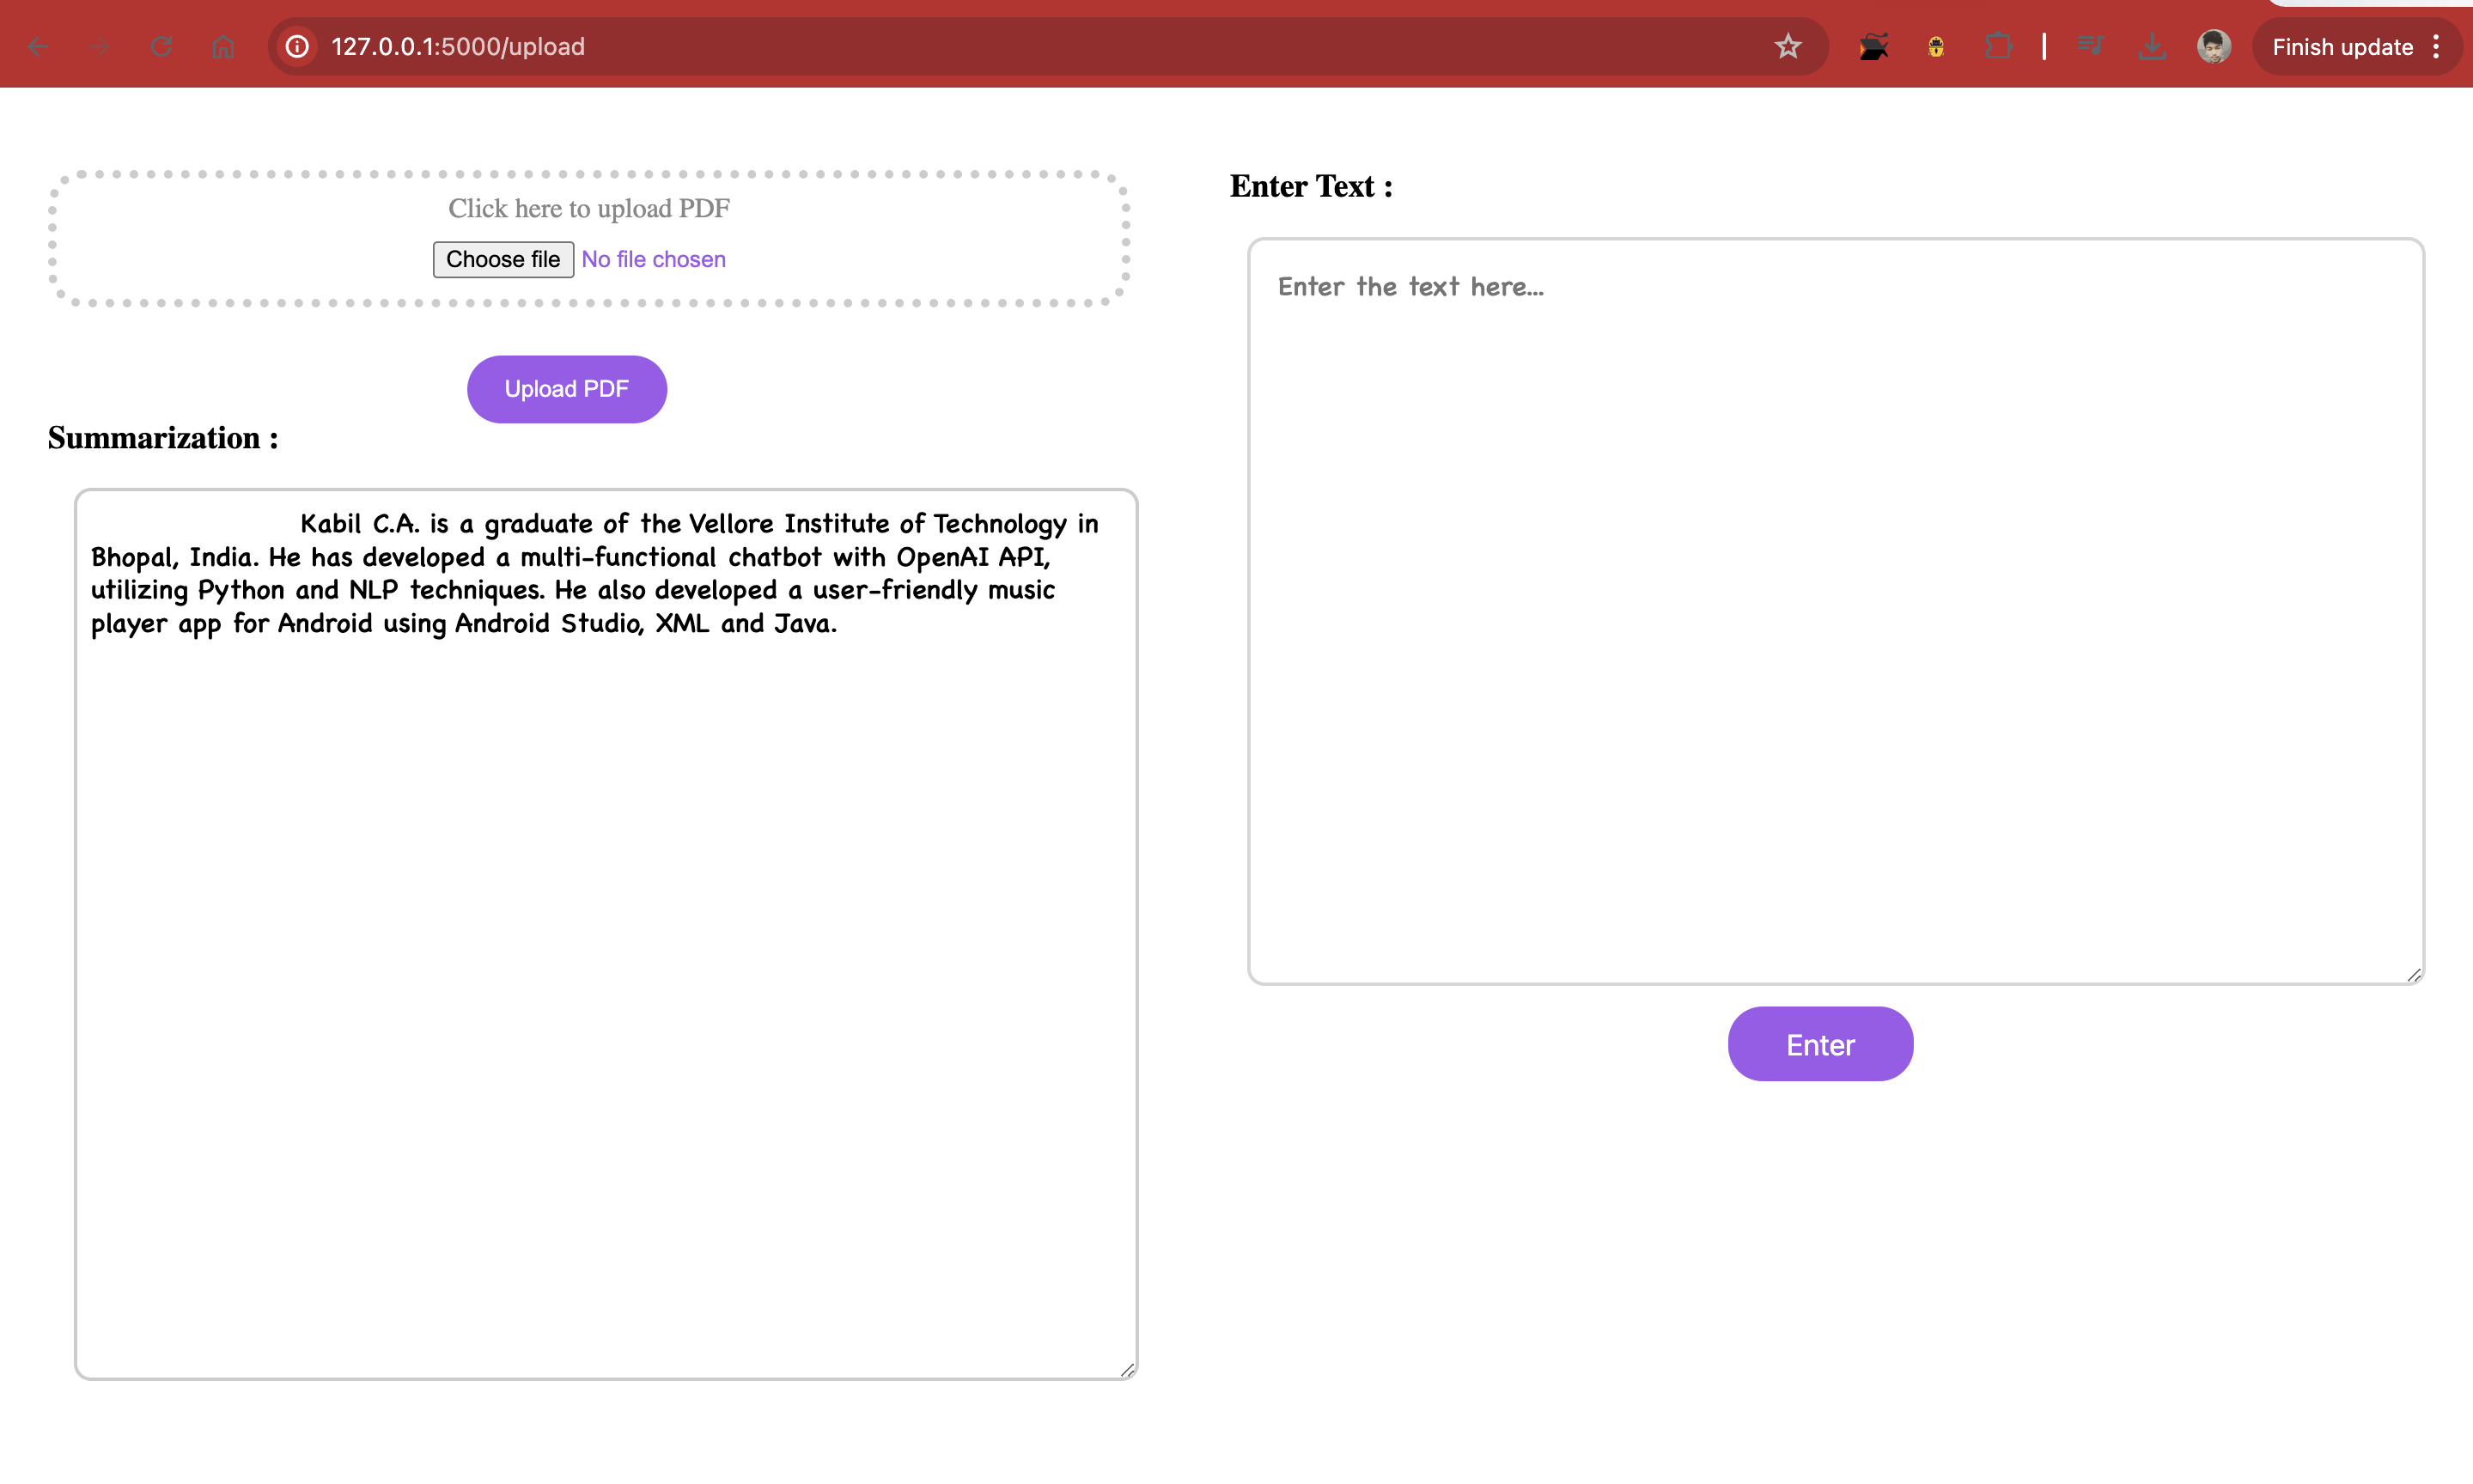 127.0.0.1:5000/upload
Finish update
Click here to upload PDF
Choose file No file chosen
Upload PDF
Summarization :
Kabil C.A. is a graduate of the Vellore Institute of Technology in
Bhopal, India. He has developed a multi-functional chatbot with OpenAI API,
utilizing Python and NLP techniques. He also developed a user-friendly music
player app for Android using Android Studio, XML and Java.
Enter Text :
Enter the text here...
Enter